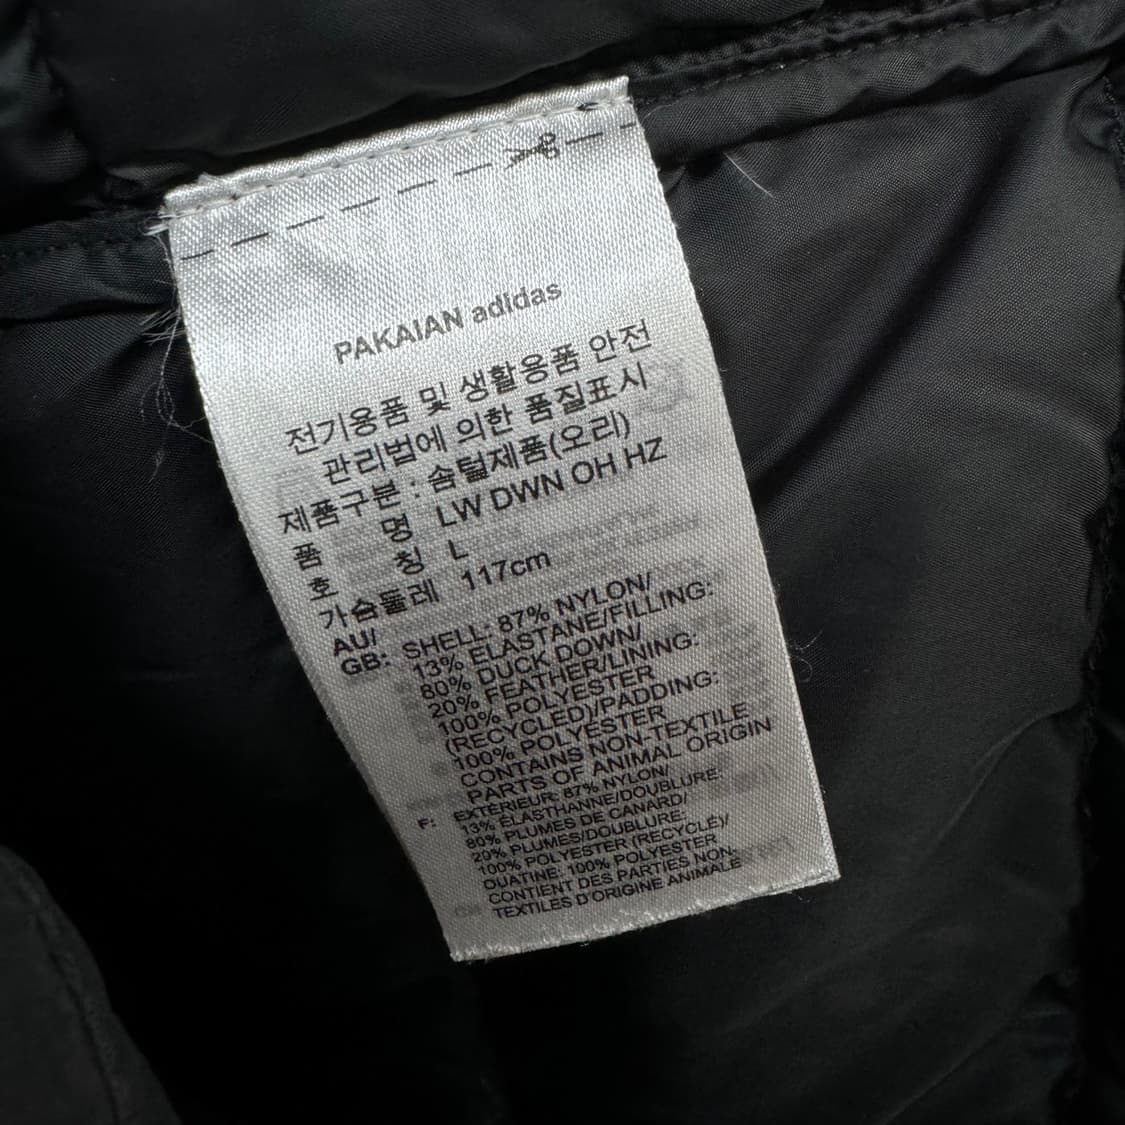 PAKAIAN adidas
전기용품 및 생활용품 안전
관리법에 의한 품질표시
제품구분 : 솜털제품(오리)
품 명 LW DWN OH HZ
호 칭 L
가슴둘레 117cm
AU/
GB: SHELL: 87% NYLON/
13% ELASTANE/FILLING:
80% DUCK DOWN/
20% FEATHER/LINING:
100% POLYESTER
(RECYCLED)/PADDING:
100% POLYESTER
CONTAINS NON-TEXTILE
PARTS OF ANIMAL ORIGIN
F: EXTÉRIEUR: 87% NYLON/
13% ÉLASTHANNE/DOUBLURE:
80% PLUMES DE CANARD/
20% PLUMES/DOUBLURE:
100% POLYESTER (RECYCLÉ)/
OUATINE: 100% POLYESTER
CONTIENT DES PARTIES NON-
TEXTILES D'ORIGINE ANIMALE